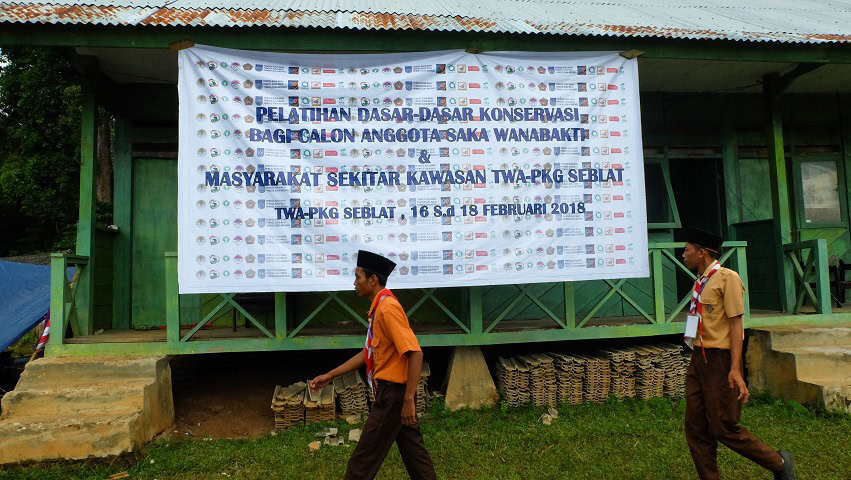 PELATIHAN DASAR-DASAR KONSERVASI
BAGI CALON ANGGOTA SAKA WANABAKTI
&
MASYARAKAT SEKITAR KAWASAN TWA-PKG SEBLAT
TWA-PKG SEBLAT , 16 S.d 18 FEBRUARI 2018